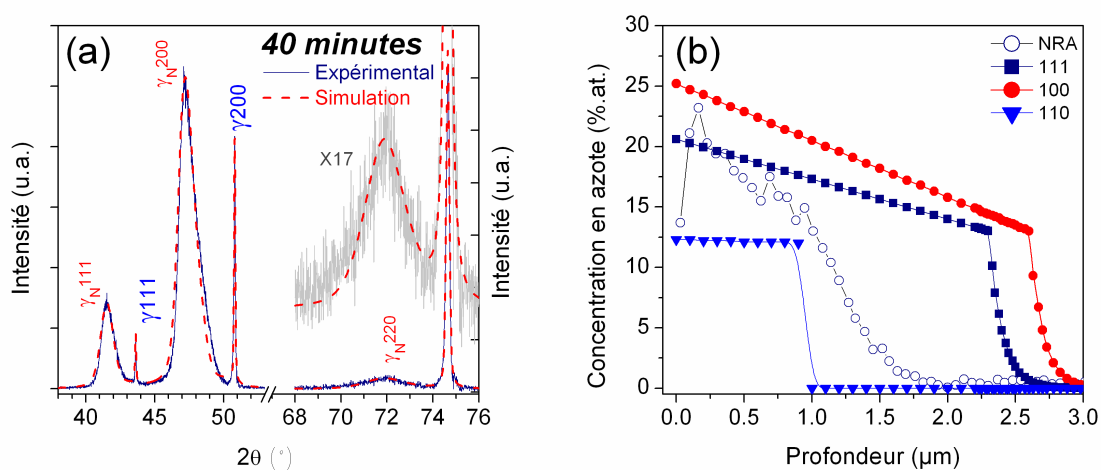 (a)
40 minutes
Expérimental
Simulation
γN200
γ200
X17
γN111
γ111
γN220
Intensité (u.a.)
Intensité (u.a.)
40 45 50 68 70 72 74 76
2θ (°)
(b)
NRA
111
100
110
Concentration en azote (%.at.)
30
25
20
15
10
5
0
0.0 0.5 1.0 1.5 2.0 2.5 3.0
Profondeur (µm)